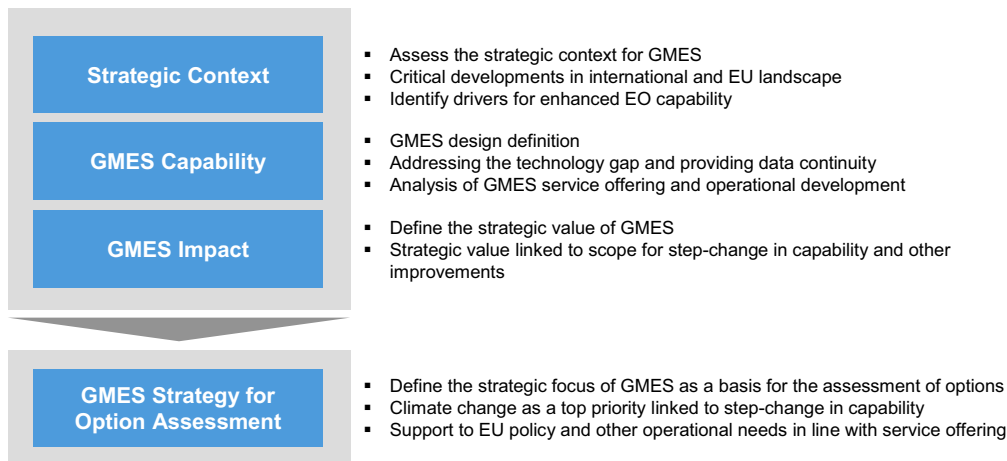 Strategic Context
▪ Assess the strategic context for GMES
▪ Critical developments in international and EU landscape
▪ Identify drivers for enhanced EO capability
GMES Capability
▪ GMES design definition
▪ Addressing the technology gap and providing data continuity
▪ Analysis of GMES service offering and operational development
GMES Impact
▪ Define the strategic value of GMES
▪ Strategic value linked to scope for step-change in capability and other
improvements
GMES Strategy for
Option Assessment
▪ Define the strategic focus of GMES as a basis for the assessment of options
▪ Climate change as a top priority linked to step-change in capability
▪ Support to EU policy and other operational needs in line with service offering